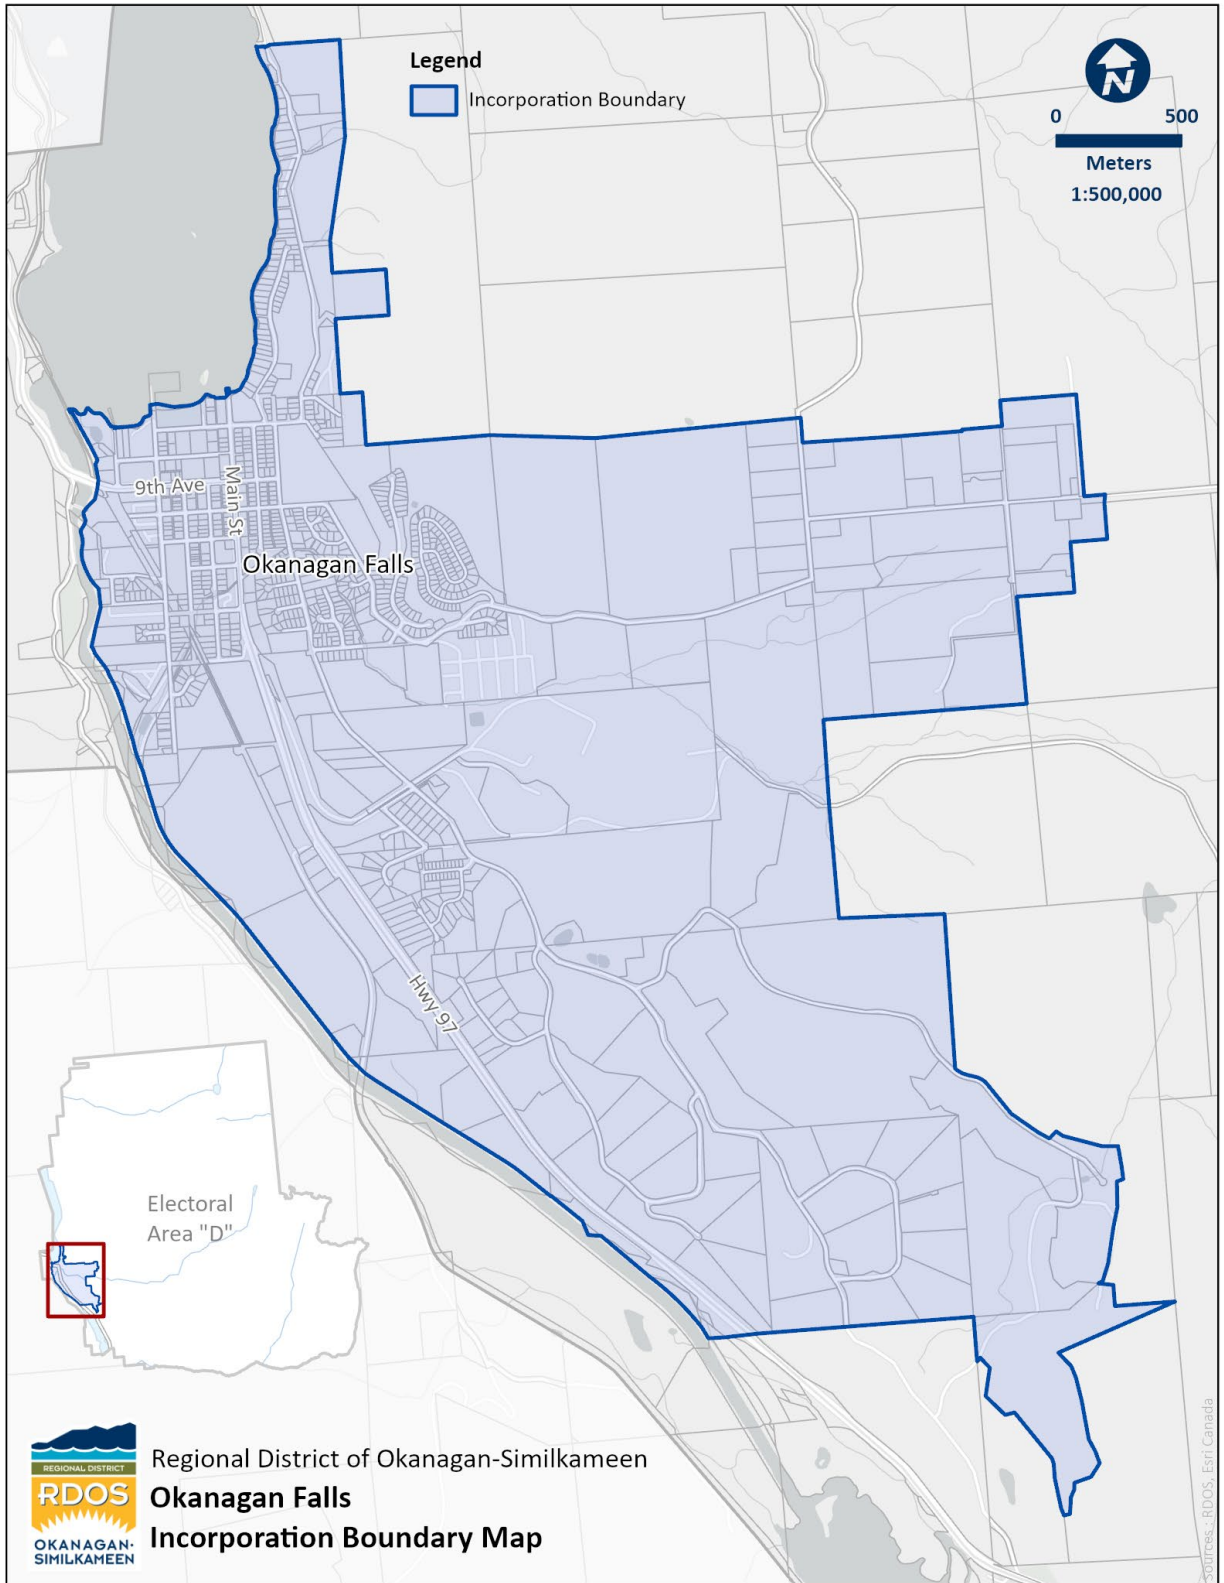 Legend
Incorporation Boundary
N
0 500
Meters
1:500,000
9th Ave
Main St
Okanagan Falls
Hwy 97
Electoral
Area "D"
REGIONAL DISTRICT
RDOS
OKANAGAN-
SIMILKAMEEN
Regional District of Okanagan-Similkameen
Okanagan Falls
Incorporation Boundary Map
Sources : RDOS, Esri Canada